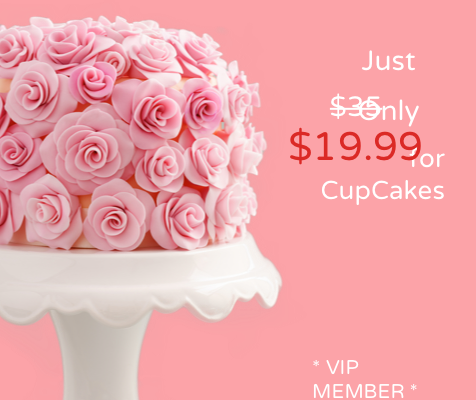 Just
$35 Only
$19.99 for
CupCakes
* VIP
MEMBER *